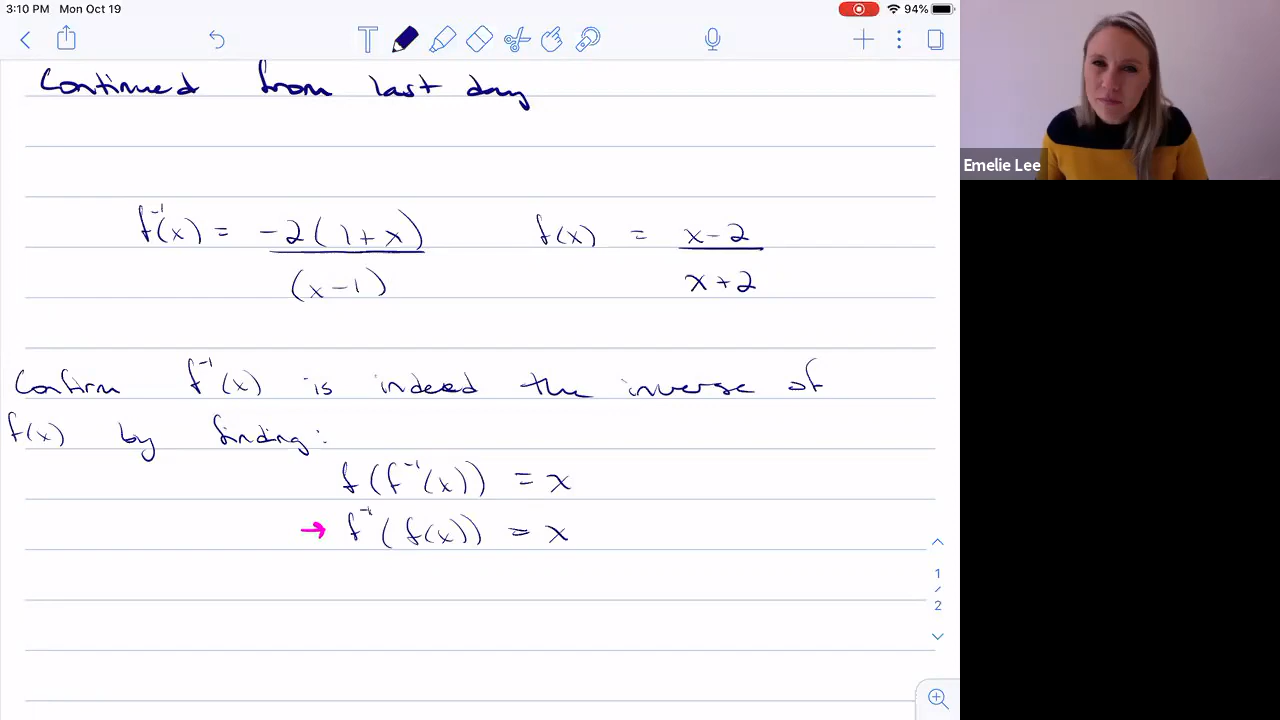 3:10 PM Mon Oct 19
94%
Continued from last day
f⁻¹(x) = -2(1+x) / (x-1)    f(x) = x-2 / x+2
Confirm f⁻¹(x) is indeed the inverse of
f(x) by finding:
f(f⁻¹(x)) = x
→ f⁻¹(f(x)) = x
1
/
2
Emelie Lee